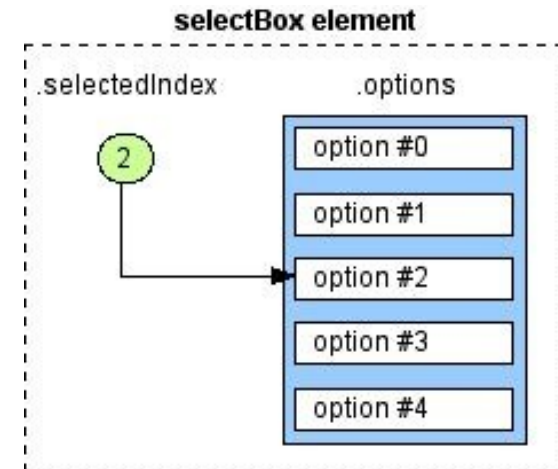 selectBox element
.selectedIndex
.options
2
option #0
option #1
option #2
option #3
option #4